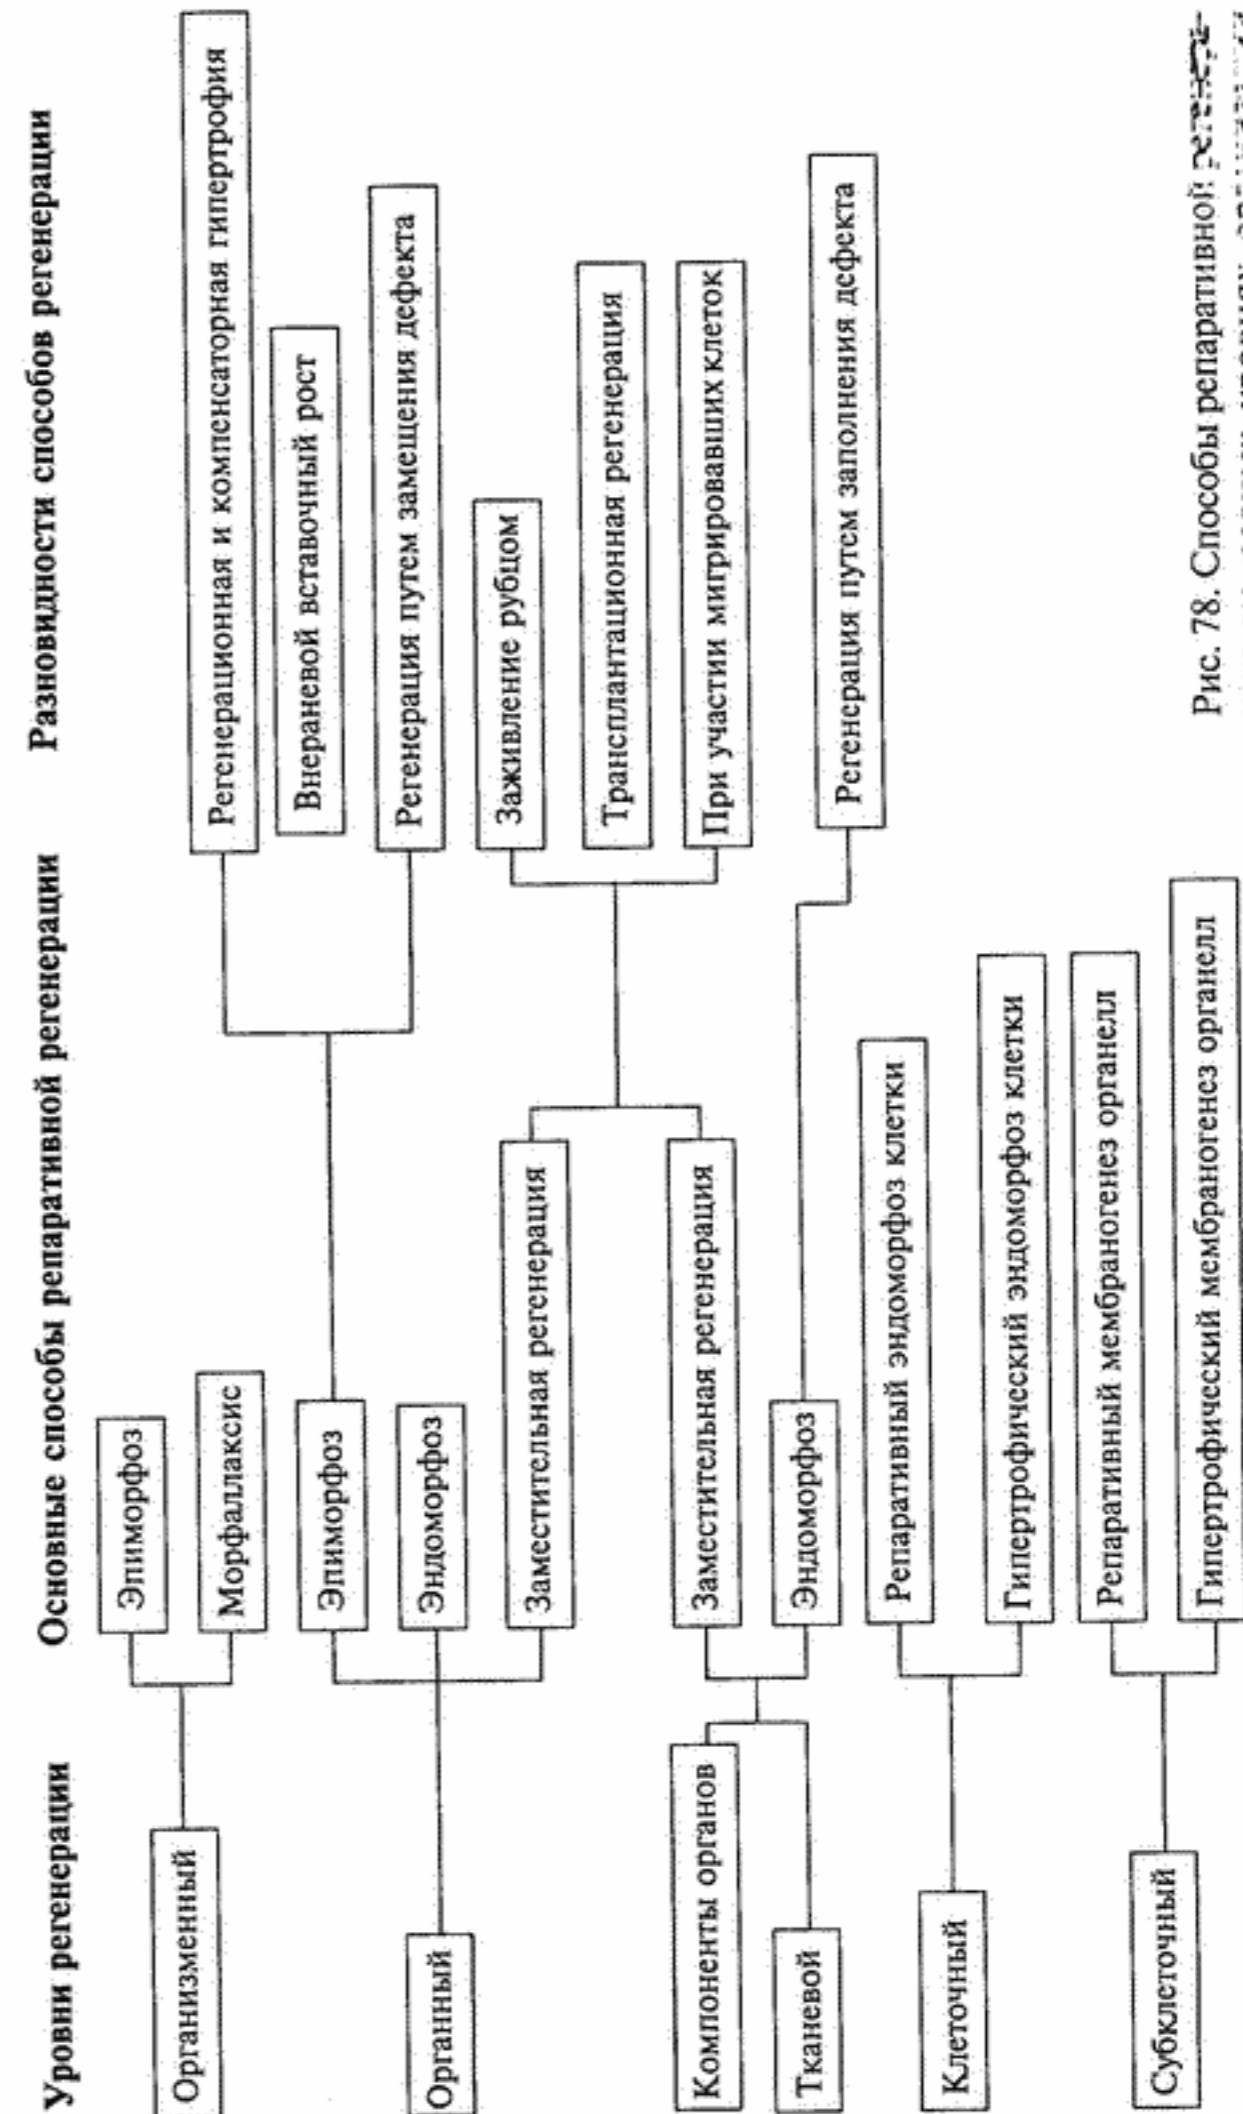 Уровни регенерации
Основные способы репаративной регенерации
Разновидности способов регенерации
Организменный
Эпиморфоз
Морфаллаксис
Органный
Эпиморфоз
Эндоморфоз
Заместительная регенерация
Регенерационная и компенсаторная гипертрофия
Внераневой вставочный рост
Регенерация путем замещения дефекта
Компоненты органов
Тканевой
Заместительная регенерация
Эндоморфоз
Заживление рубцом
Трансплантационная регенерация
При участии мигрировавших клеток
Регенерация путем заполнения дефекта
Клеточный
Репаративный эндоморфоз клетки
Гипертрофический эндоморфоз клетки
Субклеточный
Репаративный мембраногенез органелл
Гипертрофический мембраногенез органелл
Рис. 78. Способы репаративной